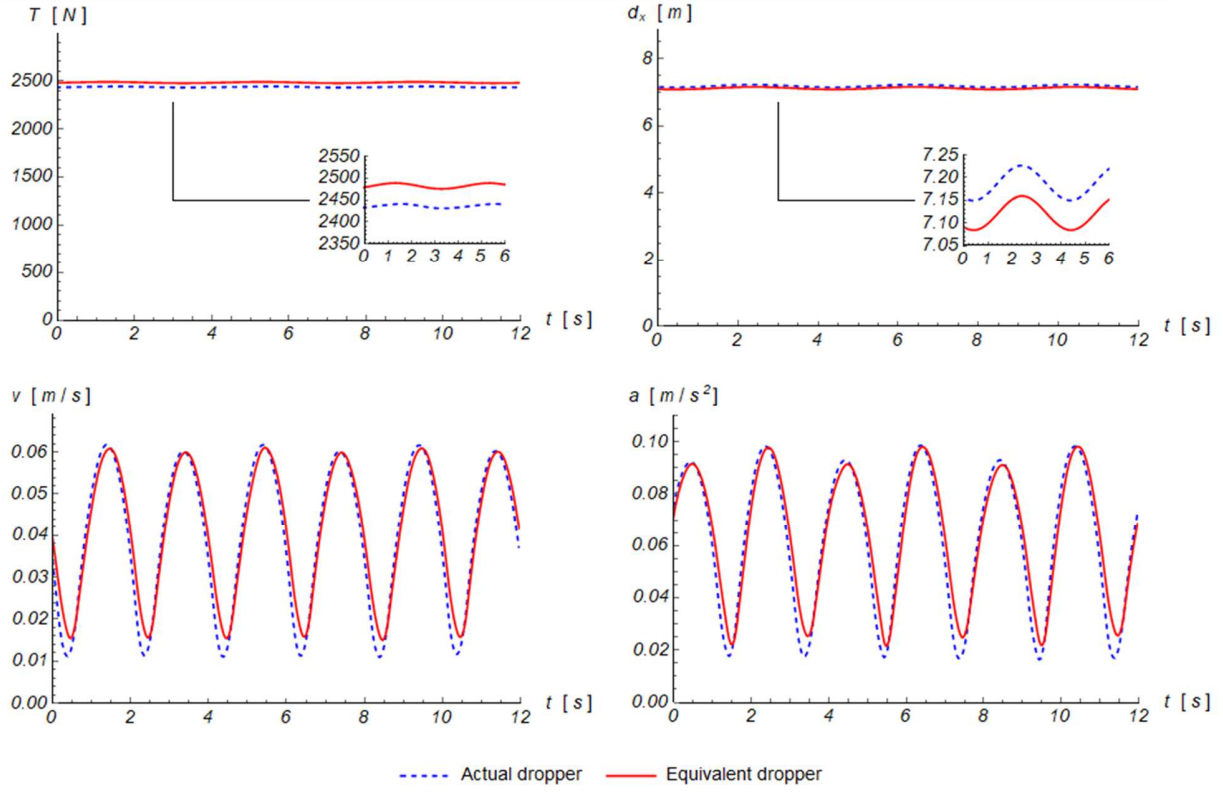 T [ N ]
2500
2000
1500
1000
500
0
0 2 4 6 8 10 12
t [ s ]
2550
2500
2450
2400
2350
0 1 2 3 4 5 6
d_x [ m ]
8
6
4
2
0
0 2 4 6 8 10 12
t [ s ]
7.25
7.20
7.15
7.10
7.05
0 1 2 3 4 5 6
v [ m / s ]
0.06
0.05
0.04
0.03
0.02
0.01
0.00
0 2 4 6 8 10 12
t [ s ]
a [ m / s² ]
0.10
0.08
0.06
0.04
0.02
0.00
0 2 4 6 8 10 12
t [ s ]
Actual dropper Equivalent dropper